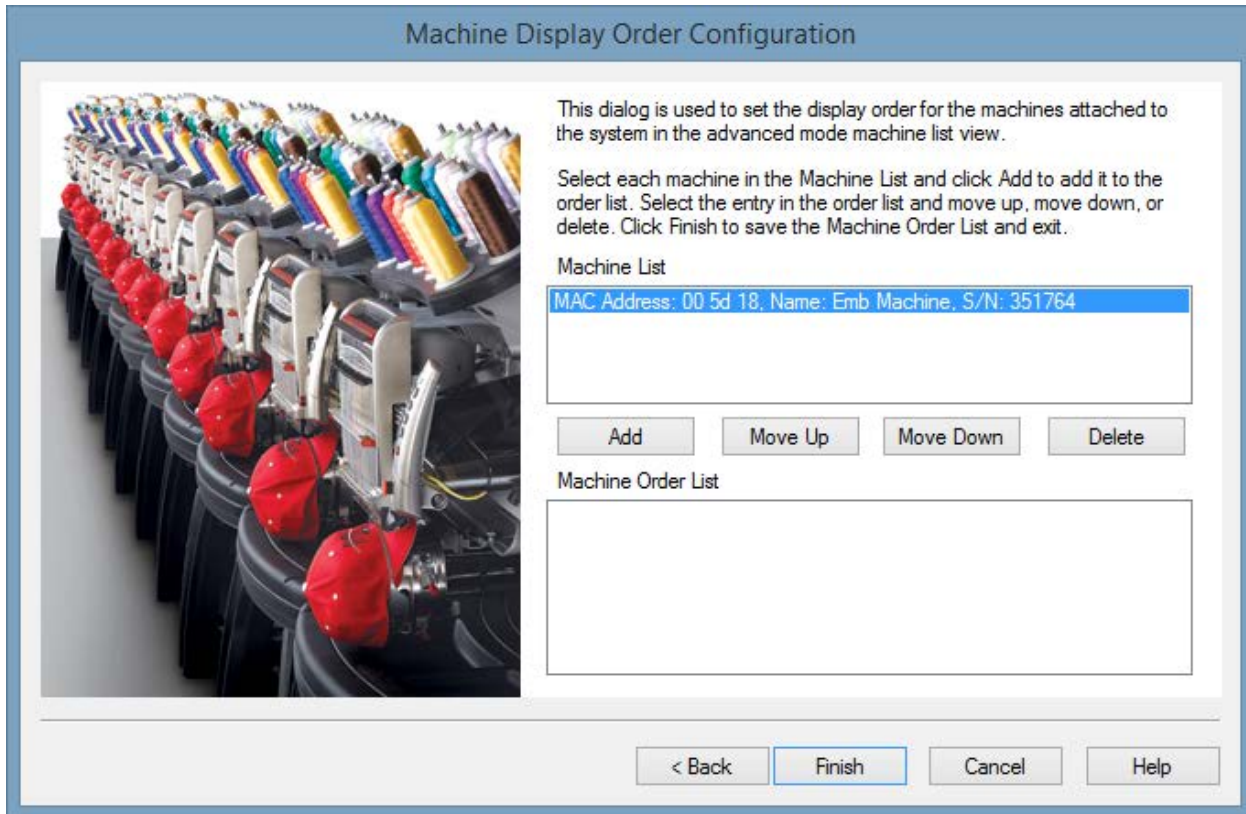 Machine Display Order Configuration
This dialog is used to set the display order for the machines attached to
the system in the advanced mode machine list view.
Select each machine in the Machine List and click Add to add it to the
order list. Select the entry in the order list and move up, move down, or
delete. Click Finish to save the Machine Order List and exit.
Machine List
MAC Address: 00 5d 18, Name: Emb Machine, S/N: 351764
Add Move Up Move Down Delete
Machine Order List
< Back Finish Cancel Help